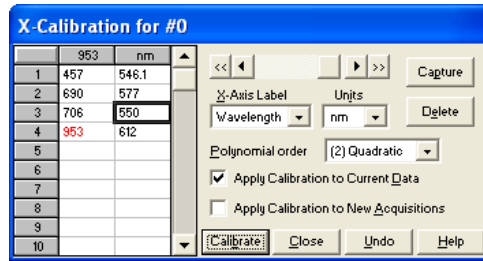 X-Calibration for #0
953 nm
1 457 546.1
2 690 577
3 706 550
4 953 612
5
6
7
8
9
10
<< >> Capture
X-Axis Label Units
Wavelength nm Delete
Polynomial order (2) Quadratic
Apply Calibration to Current Data
Apply Calibration to New Acquisitions
Calibrate Close Undo Help